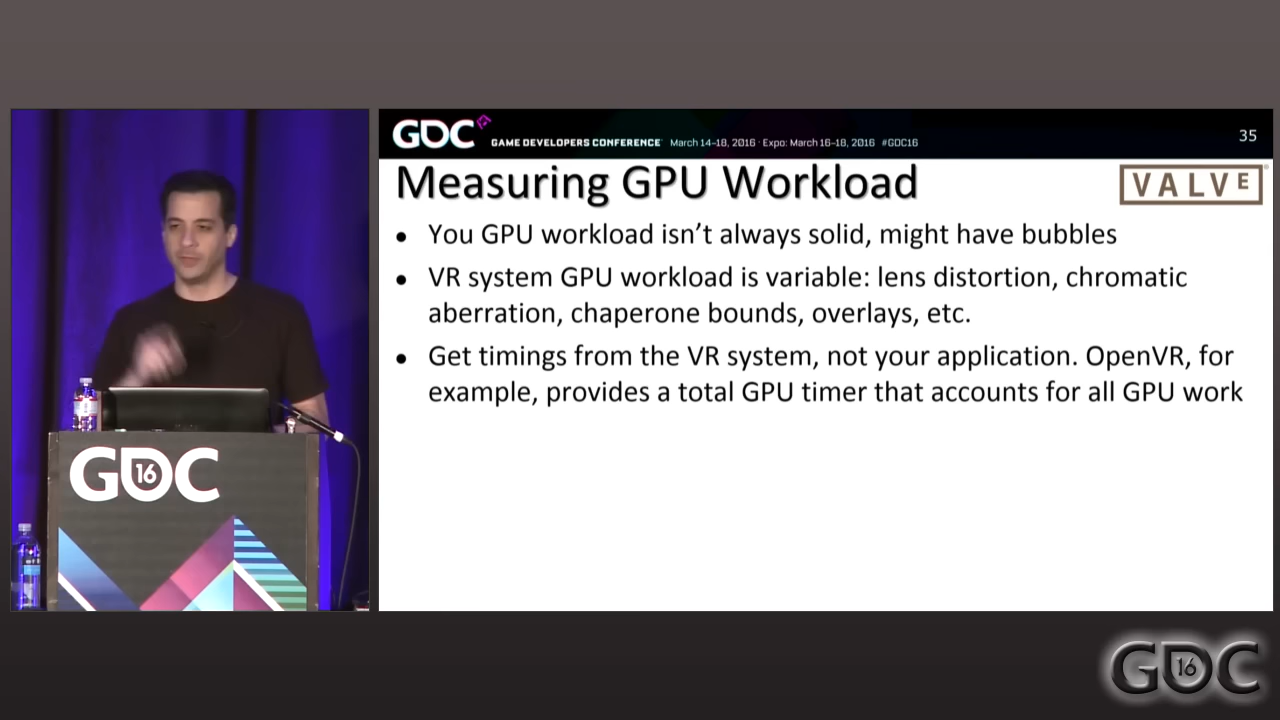 GDC
GAME DEVELOPERS CONFERENCE March 14-18, 2016 · Expo: March 16-18, 2016 #GDC16
35
Measuring GPU Workload
VALVE
• You GPU workload isn't always solid, might have bubbles
• VR system GPU workload is variable: lens distortion, chromatic
aberration, chaperone bounds, overlays, etc.
• Get timings from the VR system, not your application. OpenVR, for
example, provides a total GPU timer that accounts for all GPU work
GDC
16
GDC
16